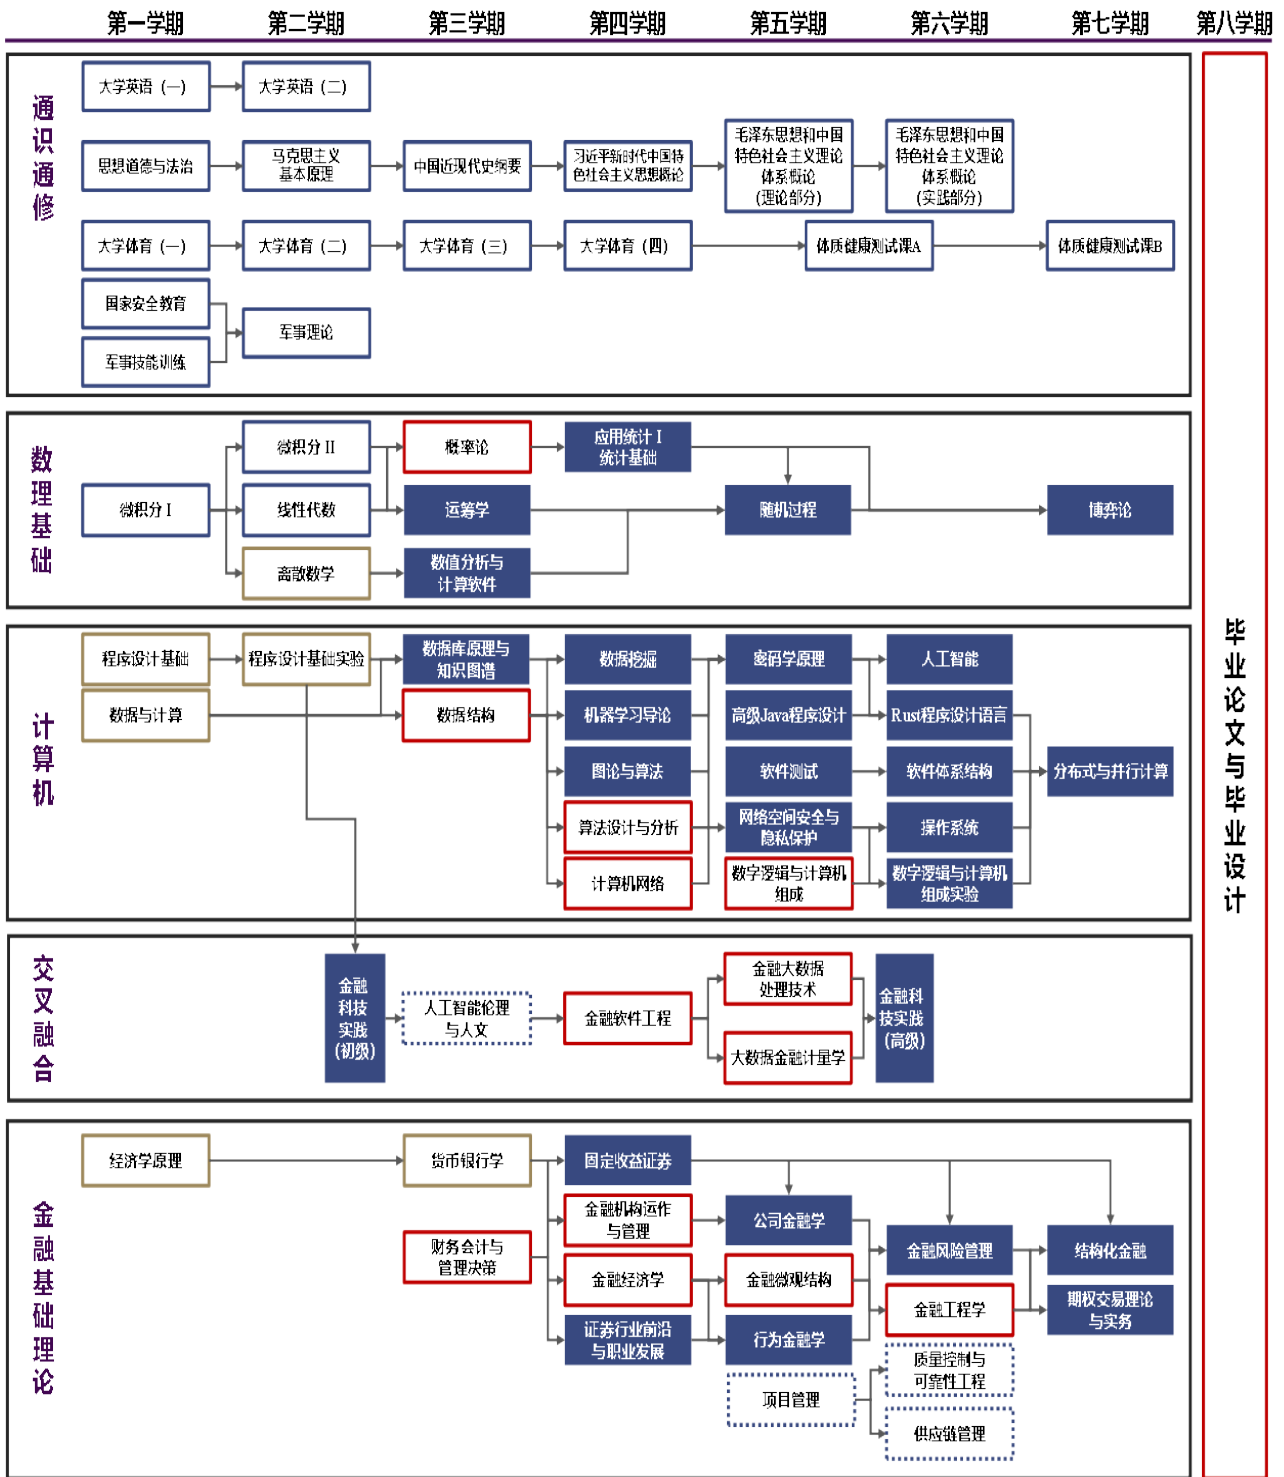 第一学期
第二学期
第三学期
第四学期
第五学期
第六学期
第七学期
第八学期
通识通修
大学英语（一）
大学英语（二）
思想道德与法治
马克思主义
基本原理
中国近现代史纲要
习近平新时代中国特
色社会主义思想概论
毛泽东思想和中国
特色社会主义理论
体系概论
(理论部分)
毛泽东思想和中国
特色社会主义理论
体系概论
(实践部分)
大学体育（一）
大学体育（二）
大学体育（三）
大学体育（四）
体质健康测试课A
体质健康测试课B
国家安全教育
军事技能训练
军事理论
数理基础
微积分 I
微积分 II
线性代数
离散数学
概率论
运筹学
数值分析与
计算软件
应用统计 I
统计基础
随机过程
博弈论
计算机
程序设计基础
程序设计基础实验
数据与计算
数据库原理与
知识图谱
数据结构
数据挖掘
机器学习导论
图论与算法
算法设计与分析
计算机网络
密码学原理
高级Java程序设计
软件测试
网络空间安全与
隐私保护
数字逻辑与计算机
组成
人工智能
Rust程序设计语言
软件体系结构
操作系统
数字逻辑与计算机
组成实验
分布式与并行计算
交叉融合
金融
科技
实践
(初级)
人工智能伦理
与人文
金融软件工程
金融大数据
处理技术
大数据金融计量学
金融科
技实践
(高级)
金融基础理论
经济学原理
货币银行学
财务会计与
管理决策
固定收益证券
金融机构运作
与管理
金融经济学
证券行业前沿
与职业发展
公司金融学
金融微观结构
行为金融学
项目管理
金融风险管理
金融工程学
质量控制与
可靠性工程
供应链管理
结构化金融
期权交易理论
与实务
毕业论文与毕业设计